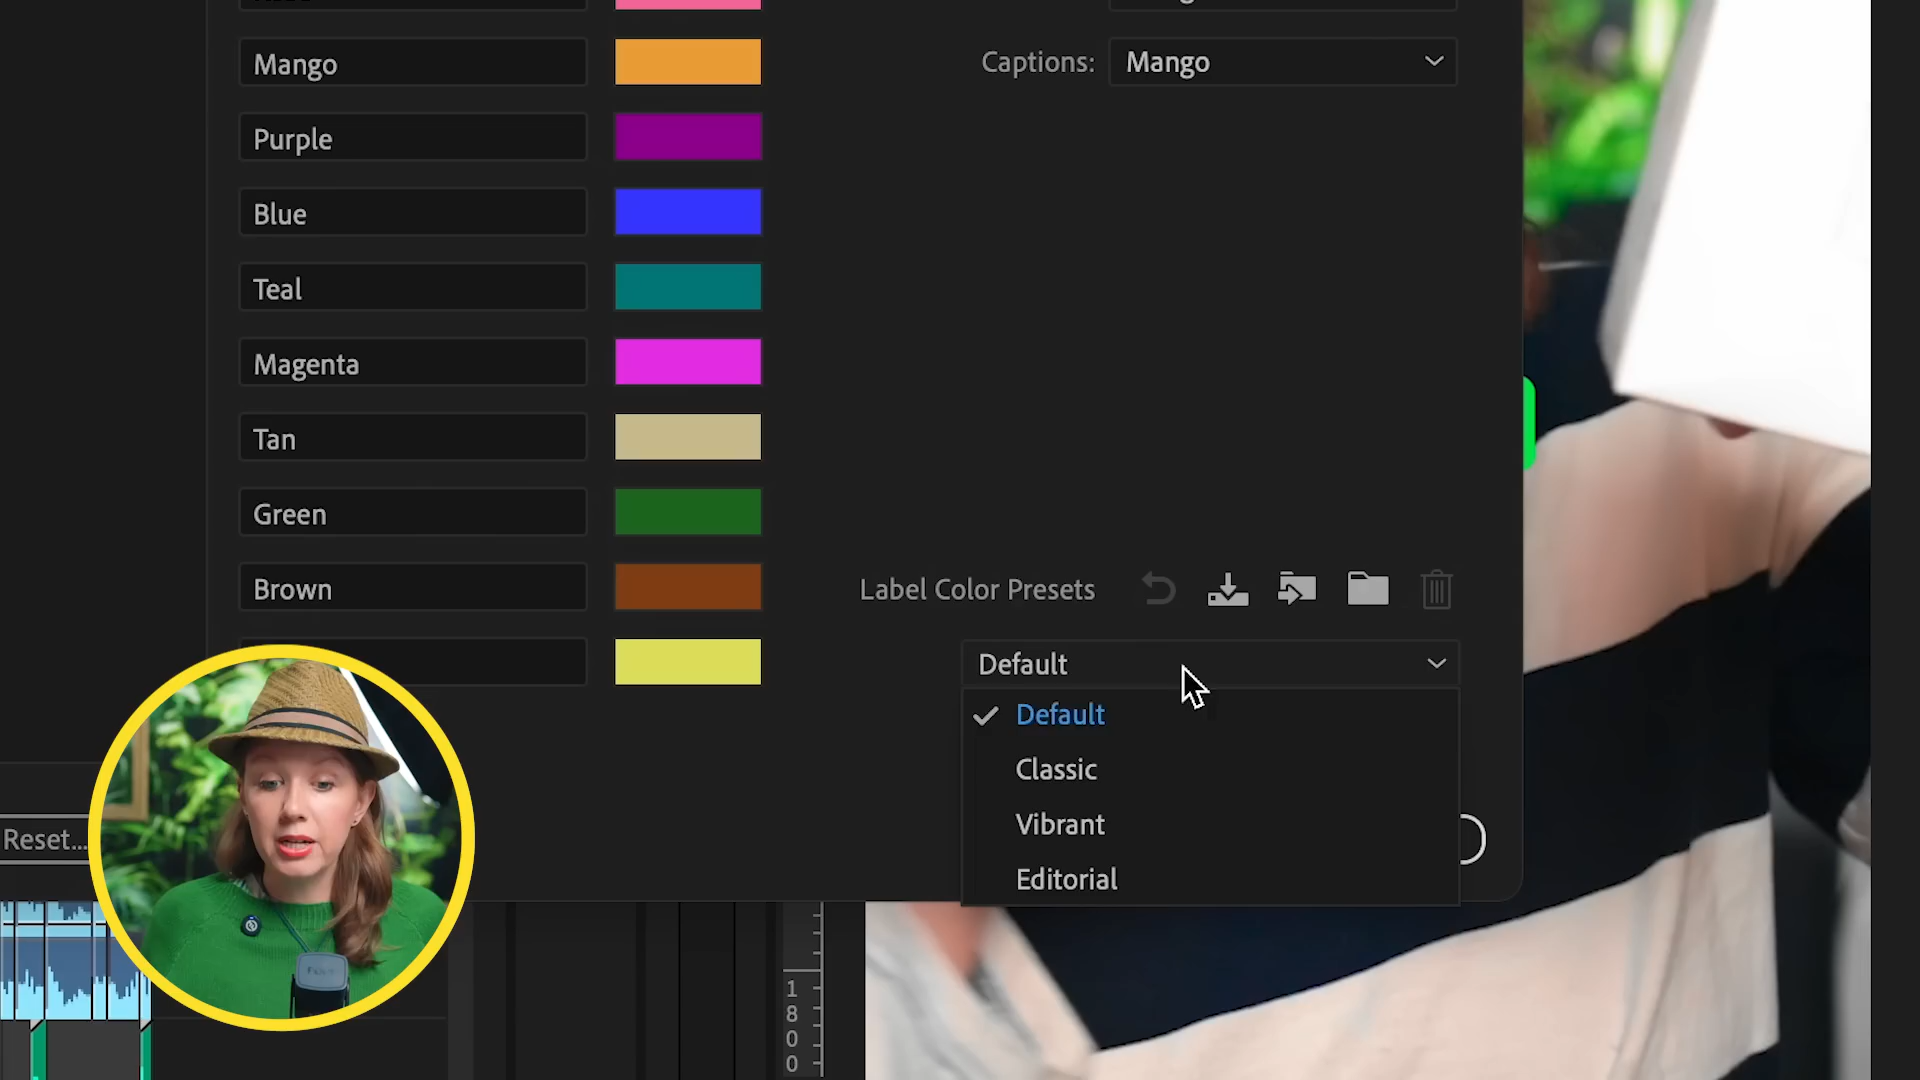 Mango
Captions:
Mango
Purple
Blue
Teal
Magenta
Tan
Green
Brown
Label Color Presets
Default
Default
Classic
Vibrant
Editorial
Reset...
1
8
0
0